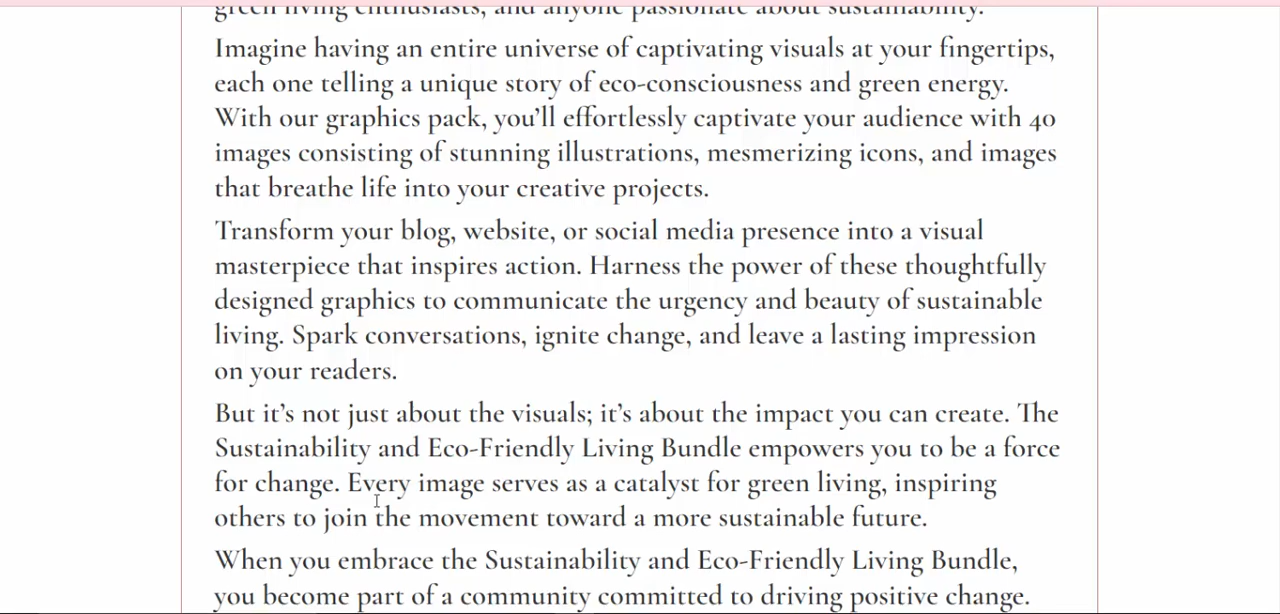 green living enthusiasts, and anyone passionate about sustainability.
Imagine having an entire universe of captivating visuals at your fingertips,
each one telling a unique story of eco-consciousness and green energy.
With our graphics pack, you’ll effortlessly captivate your audience with 40
images consisting of stunning illustrations, mesmerizing icons, and images
that breathe life into your creative projects.
Transform your blog, website, or social media presence into a visual
masterpiece that inspires action. Harness the power of these thoughtfully
designed graphics to communicate the urgency and beauty of sustainable
living. Spark conversations, ignite change, and leave a lasting impression
on your readers.
But it’s not just about the visuals; it’s about the impact you can create. The
Sustainability and Eco-Friendly Living Bundle empowers you to be a force
for change. Every image serves as a catalyst for green living, inspiring
others to join the movement toward a more sustainable future.
When you embrace the Sustainability and Eco-Friendly Living Bundle,
you become part of a community committed to driving positive change.